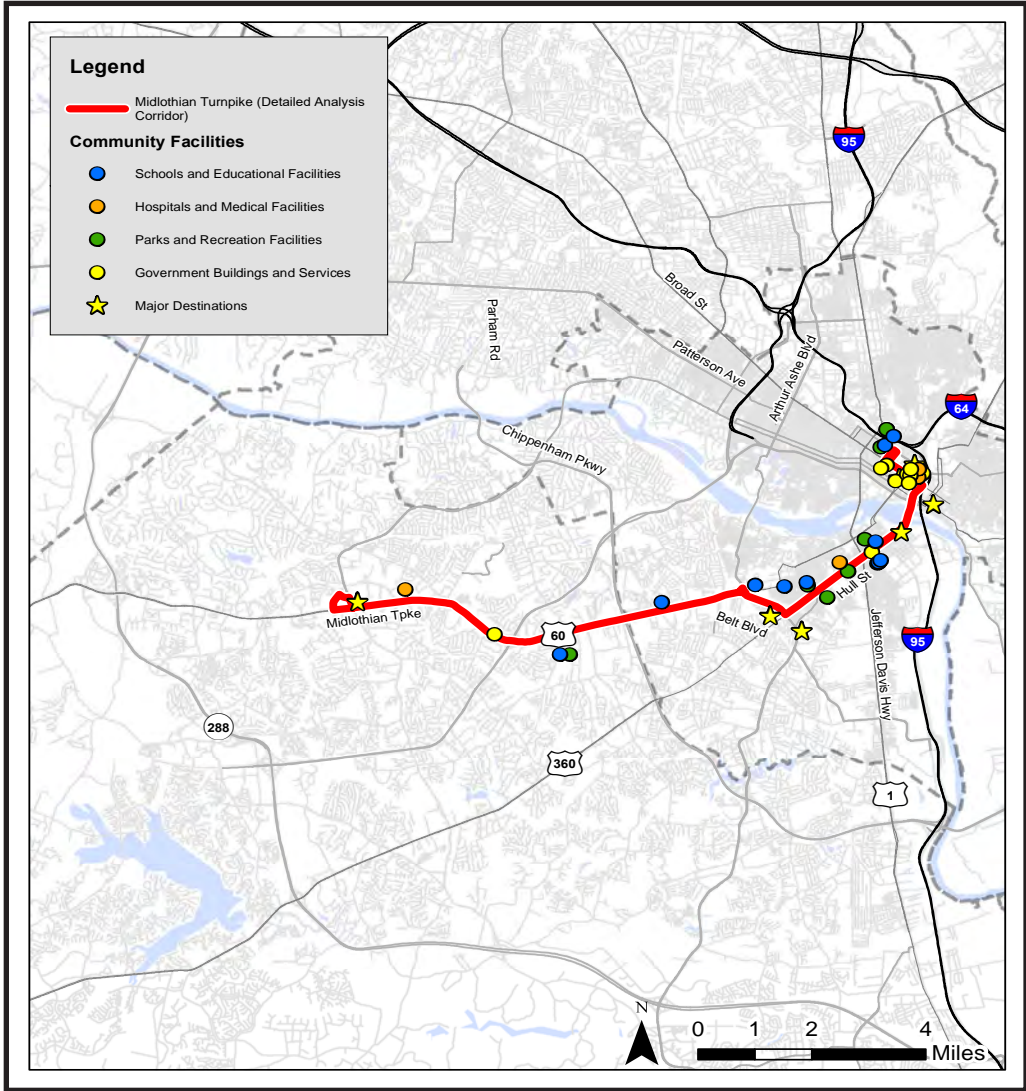 Legend
Midlothian Turnpike (Detailed Analysis
Corridor)
Community Facilities
Schools and Educational Facilities
Hospitals and Medical Facilities
Parks and Recreation Facilities
Government Buildings and Services
Major Destinations
95
Broad St
Parham Rd
Patterson Ave
Arthur Ashe Blvd
64
Chippenham Pkwy
Hull St
Midlothian Tpke
Belt Blvd
60
Jefferson Davis Hwy
95
288
360
1
N
0 1 2 4
Miles